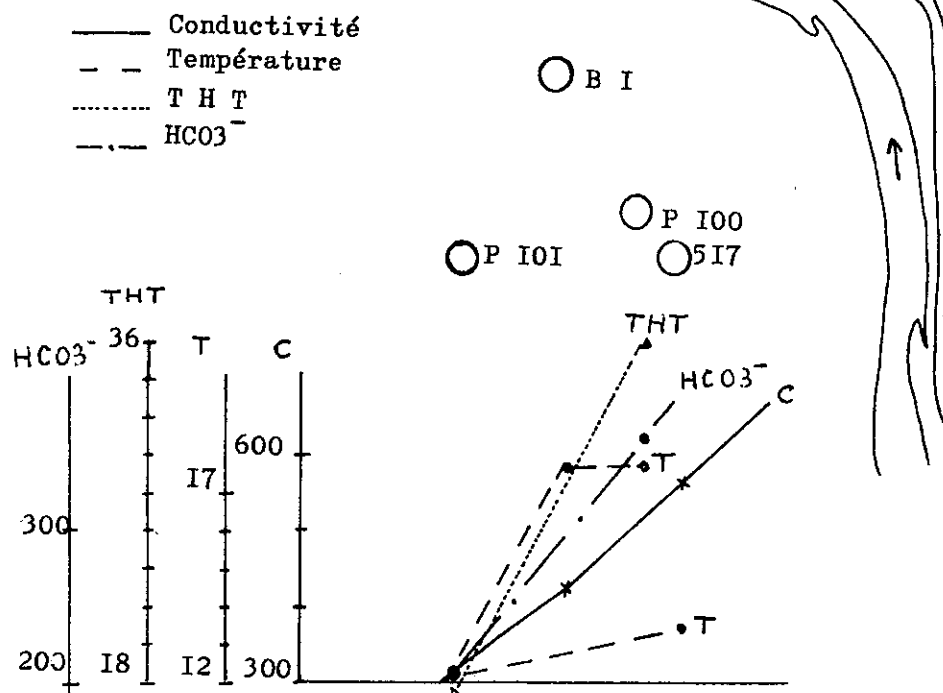 Conductivité
Température
T H T
HCO3⁻
B I
P I00
P I0I
5I7
THT
HCO3⁻
36
T
C
THT
HCO3⁻
C
600
T
I7
300
T
200
I8
I2
300